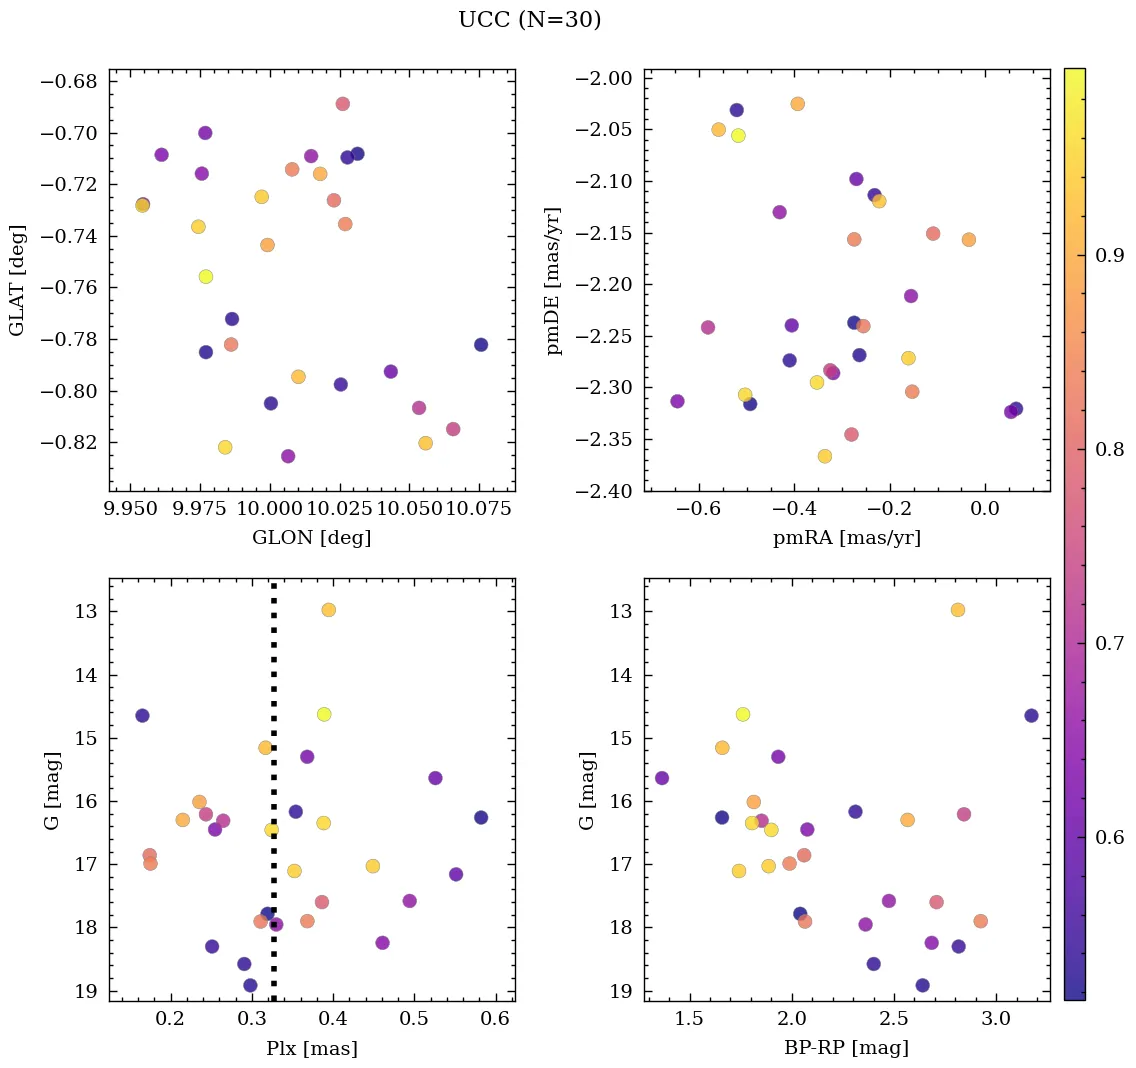 UCC (N=30)
−0.68
−0.70
−0.72
−0.74
−0.76
−0.78
−0.80
−0.82
GLAT [deg]
9.950 9.975 10.000 10.025 10.050 10.075
GLON [deg]
−2.00
−2.05
−2.10
−2.15
−2.20
−2.25
−2.30
−2.35
−2.40
pmDE [mas/yr]
−0.6 −0.4 −0.2 0.0
pmRA [mas/yr]
13
14
15
16
17
18
19
G [mag]
0.2 0.3 0.4 0.5 0.6
Plx [mas]
13
14
15
16
17
18
19
G [mag]
1.5 2.0 2.5 3.0
BP-RP [mag]
0.9
0.8
0.7
0.6